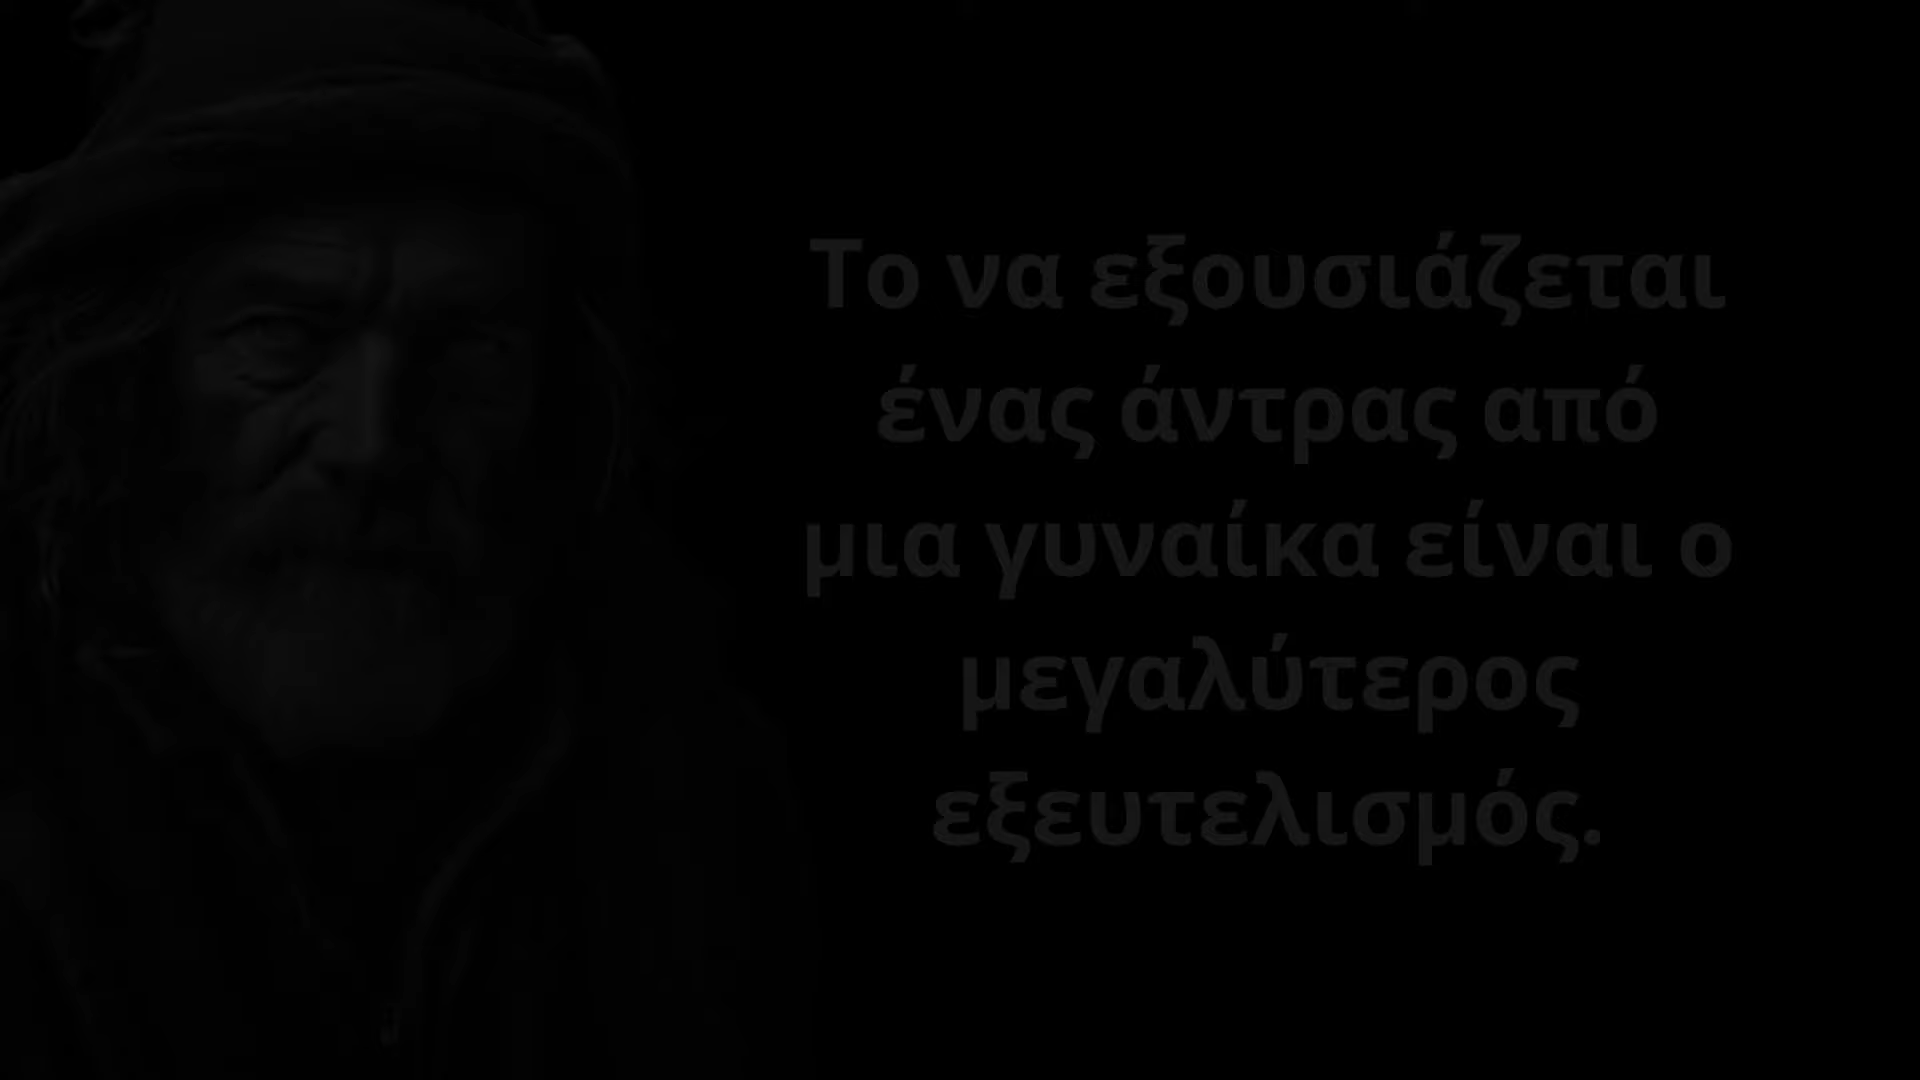 Το να εξουσιάζεται
ένας άντρας από
μια γυναίκα είναι ο
μεγαλύτερος
εξευτελισμός.